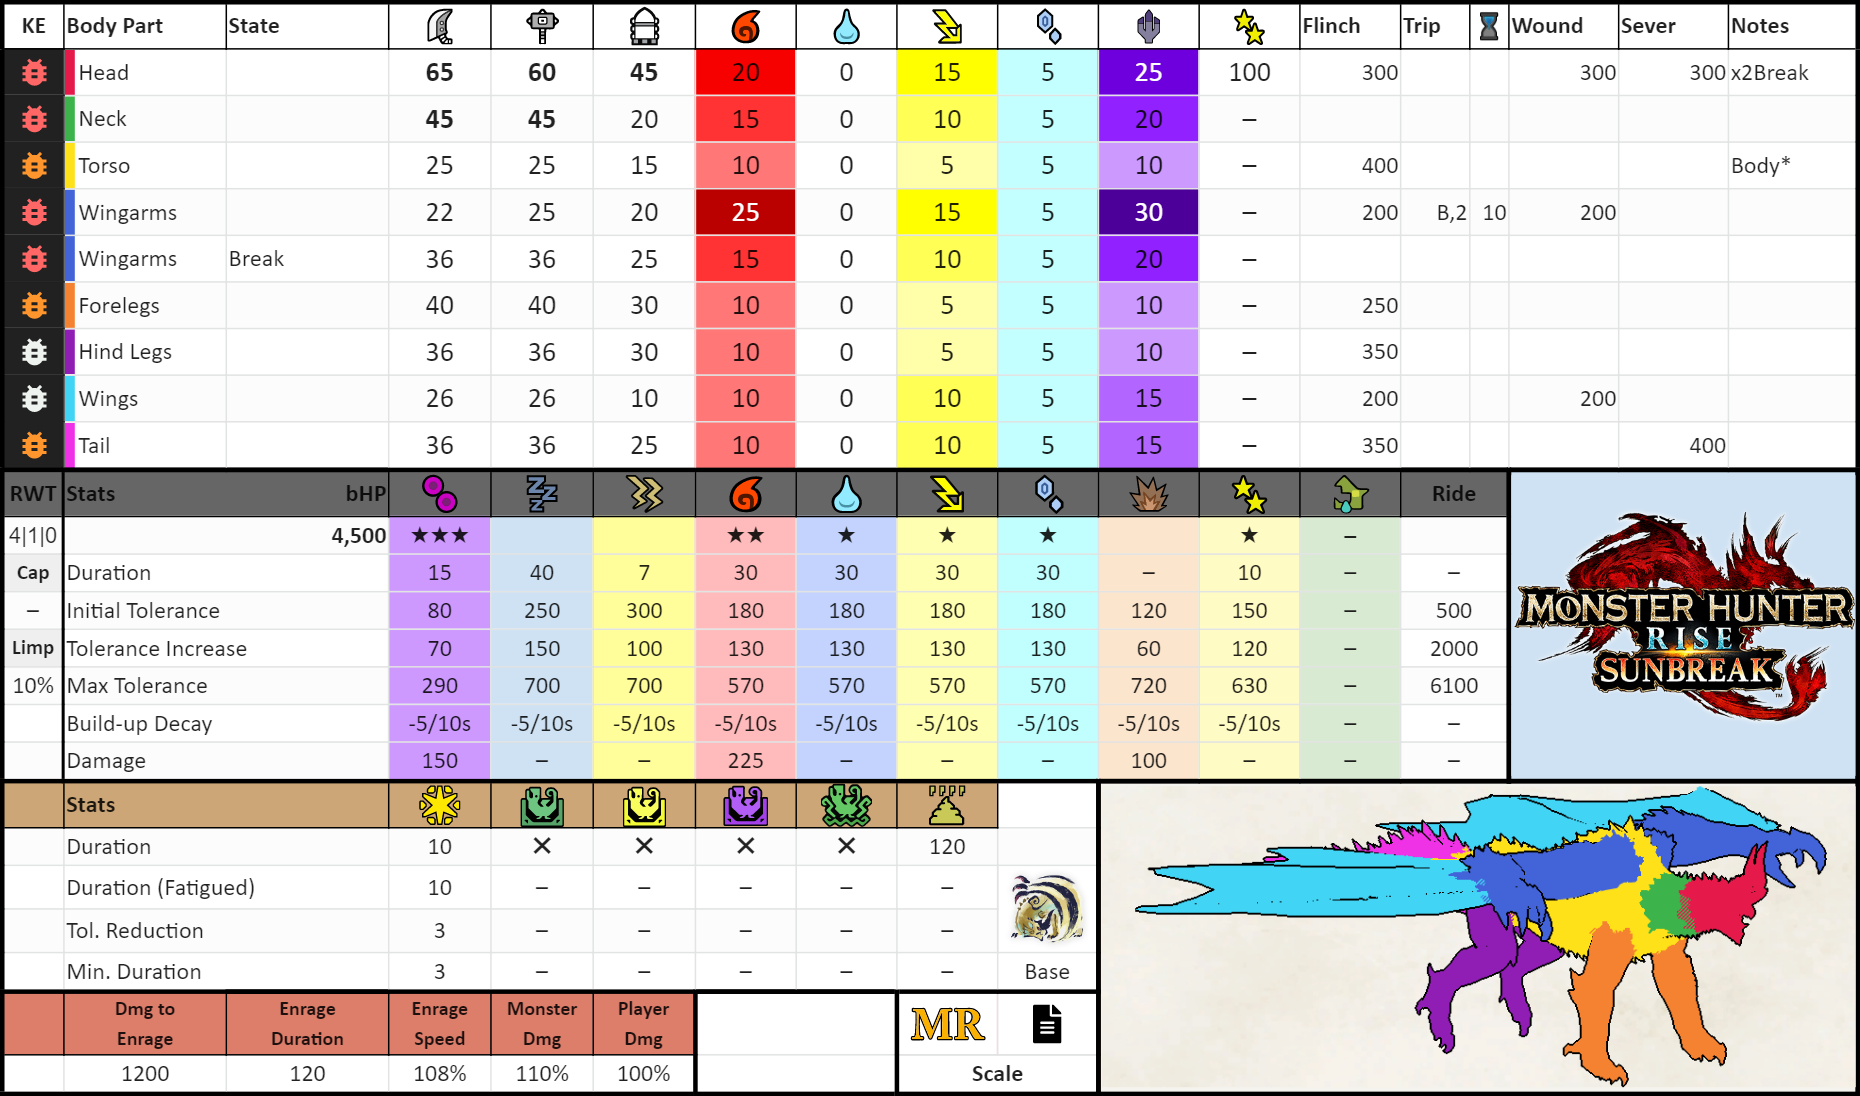 KE Body Part State Flinch Trip Wound Sever Notes
Head 65 60 45 20 0 15 5 25 100 300 300 300 x2Break
Neck 45 45 20 15 0 10 5 20 –
Torso 25 25 15 10 0 5 5 10 – 400 Body*
Wingarms 22 25 20 25 0 15 5 30 – 200 B,2 10 200
Wingarms Break 36 36 25 15 0 10 5 20 –
Forelegs 40 40 30 10 0 5 5 10 – 250
Hind Legs 36 36 30 10 0 5 5 10 – 350
Wings 26 26 10 10 0 10 5 15 – 200 200
Tail 36 36 25 10 0 10 5 15 – 350 400
RWT Stats bHP Ride
4|1|0 4,500 ★★★ ★★ ★ ★ ★ ★ –
Cap Duration 15 40 7 30 30 30 30 – 10 – –
– Initial Tolerance 80 250 300 180 180 180 180 120 150 – 500
Limp Tolerance Increase 70 150 100 130 130 130 130 60 120 – 2000
10% Max Tolerance 290 700 700 570 570 570 570 720 630 – 6100
Build-up Decay -5/10s -5/10s -5/10s -5/10s -5/10s -5/10s -5/10s -5/10s -5/10s – –
Damage 150 – – 225 – – – 100 – – –
MONSTER HUNTER
RISE
SUNBREAK™
Stats
Duration 10 ✕ ✕ ✕ ✕ 120
Duration (Fatigued) 10 – – – – –
Tol. Reduction 3 – – – – –
Min. Duration 3 – – – – – Base
Dmg to Enrage Enrage Monster Player
Enrage Duration Speed Dmg Dmg
MR
1200 120 108% 110% 100% Scale